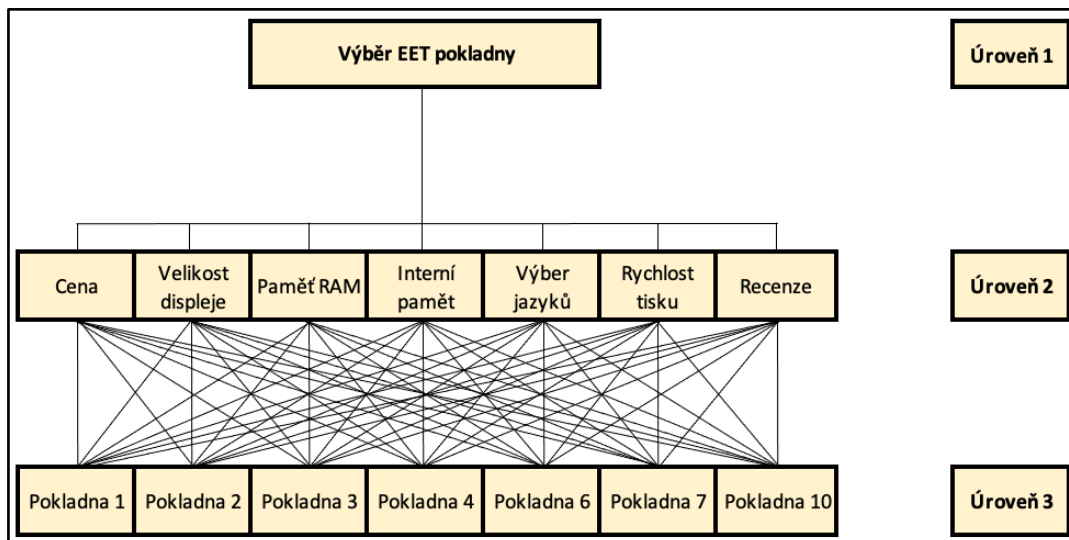 Výběr EET pokladny
Úroveň 1
Cena
Velikost
displeje
Paměť RAM
Interní
pamět
Výber
jazyků
Rychlost
tisku
Recenze
Úroveň 2
Pokladna 1
Pokladna 2
Pokladna 3
Pokladna 4
Pokladna 6
Pokladna 7
Pokladna 10
Úroveň 3